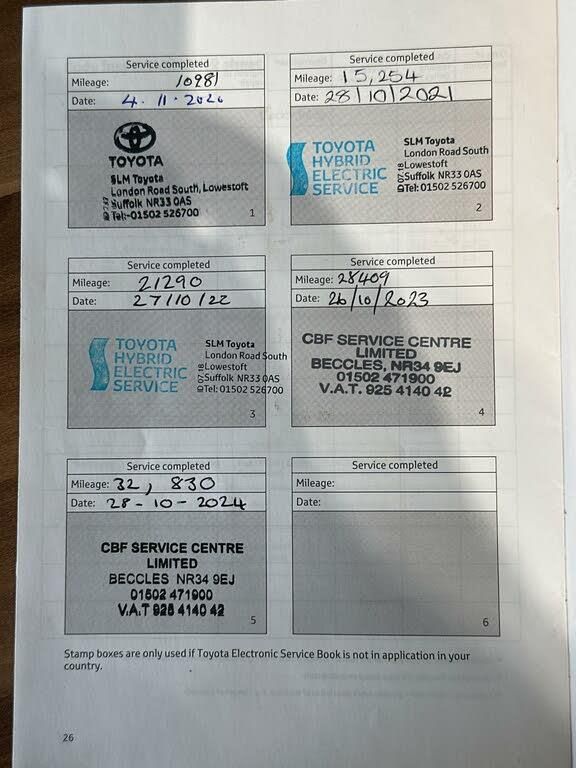 Service completed
Mileage: 10981
Date: 4.11.2020
TOYOTA
SLM Toyota
London Road South, Lowestoft
Suffolk NR33 0AS
Tel:-01502 526700
1
Service completed
Mileage: 15,254
Date: 28/10/2021
TOYOTA
HYBRID
ELECTRIC
SERVICE
SLM Toyota
London Road South
Lowestoft
Suffolk NR33 0AS
Tel: 01502 526700
2
Service completed
Mileage: 21290
Date: 27/10/22
TOYOTA
HYBRID
ELECTRIC
SERVICE
SLM Toyota
London Road South
Lowestoft
Suffolk NR33 0AS
Tel: 01502 526700
3
Service completed
Mileage: 28409
Date: 26/10/2023
CBF SERVICE CENTRE
LIMITED
BECCLES, NR34 9EJ
01502 471900
V.A.T. 925 4140 42
4
Service completed
Mileage: 32, 830
Date: 28-10-2024
CBF SERVICE CENTRE
LIMITED
BECCLES NR34 9EJ
01502 471900
V.A.T 925 4140 42
5
Service completed
Mileage:
Date:
6
Stamp boxes are only used if Toyota Electronic Service Book is not in application in your
country.
26